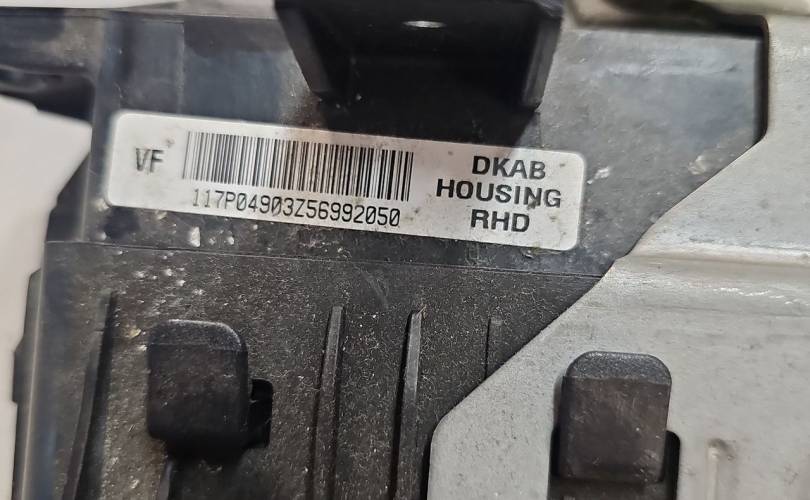 VF
117P04903Z56992050
DKAB
HOUSING
RHD